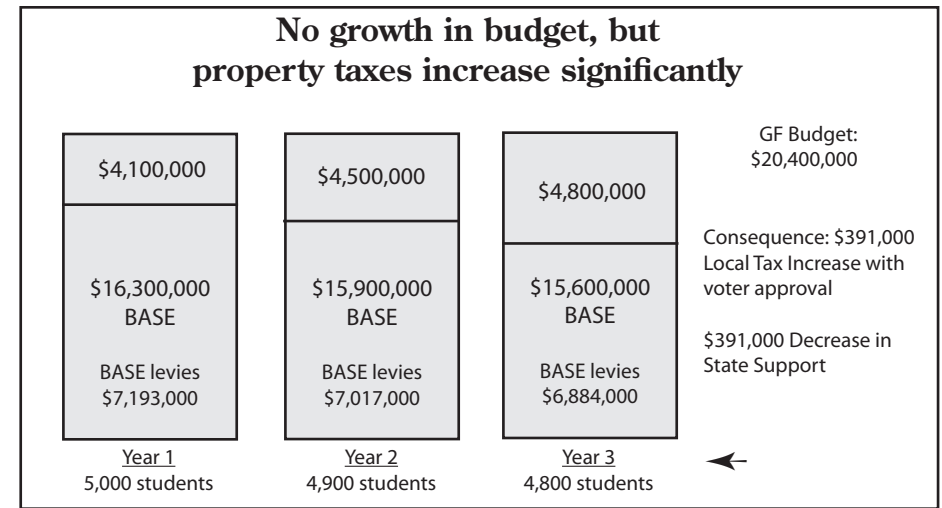 No growth in budget, but
property taxes increase significantly
$4,100,000
$16,300,000
BASE
BASE levies
$7,193,000
Year 1
5,000 students
$4,500,000
$15,900,000
BASE
BASE levies
$7,017,000
Year 2
4,900 students
$4,800,000
$15,600,000
BASE
BASE levies
$6,884,000
Year 3
4,800 students
GF Budget:
$20,400,000
Consequence: $391,000
Local Tax Increase with
voter approval
$391,000 Decrease in
State Support